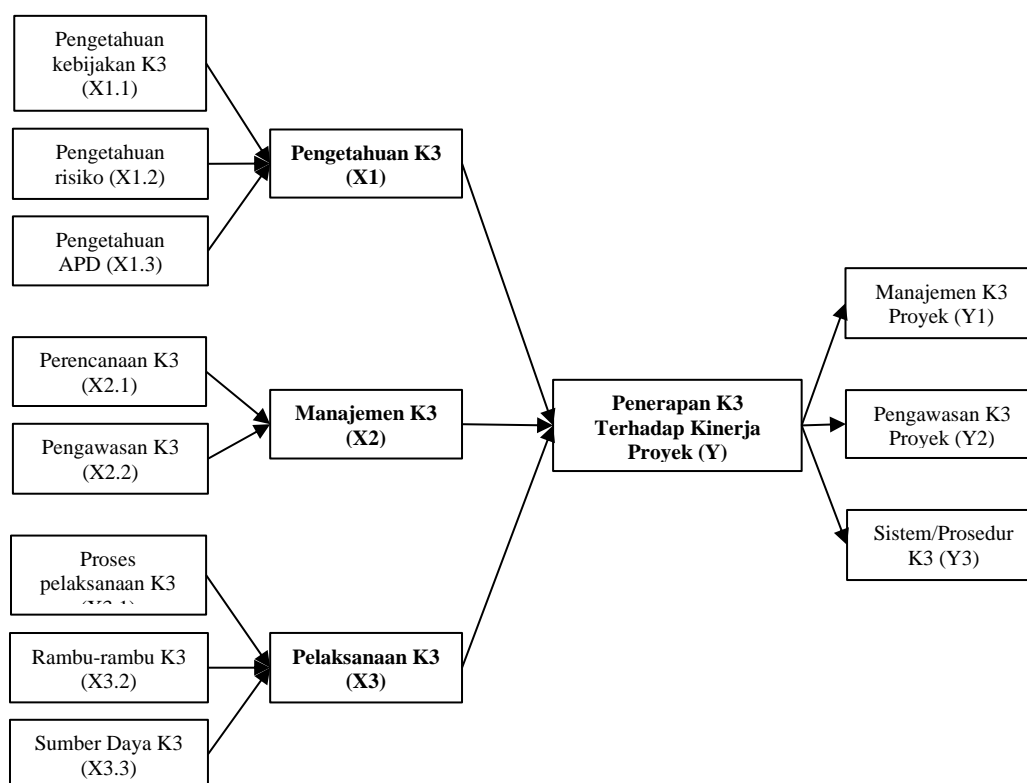 Pengetahuan
kebijakan K3
(X1.1)
Pengetahuan
risiko (X1.2)
Pengetahuan
APD (X1.3)
Pengetahuan K3
(X1)
Perencanaan K3
(X2.1)
Pengawasan K3
(X2.2)
Manajemen K3
(X2)
Proses
pelaksanaan K3
(X3.1)
Rambu-rambu K3
(X3.2)
Sumber Daya K3
(X3.3)
Pelaksanaan K3
(X3)
Penerapan K3
Terhadap Kinerja
Proyek (Y)
Manajemen K3
Proyek (Y1)
Pengawasan K3
Proyek (Y2)
Sistem/Prosedur
K3 (Y3)